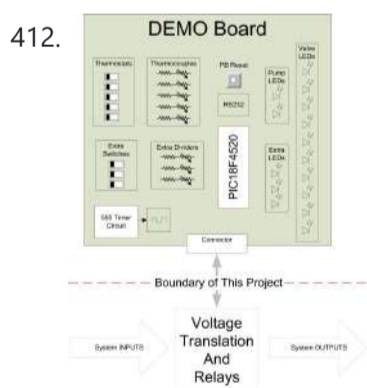 412.
DEMO Board
Thermostats
Thermocouples
PB Reset
Pump
LEDs
Valve
LEDs
RS232
PIC18F4520
Extra
Switches
Extra Dividers
Extra
LEDs
555 Timer
Circuit
Connector
Boundary of This Project
System INPUTS
Voltage
Translation
And
Relays
System OUTPUTS